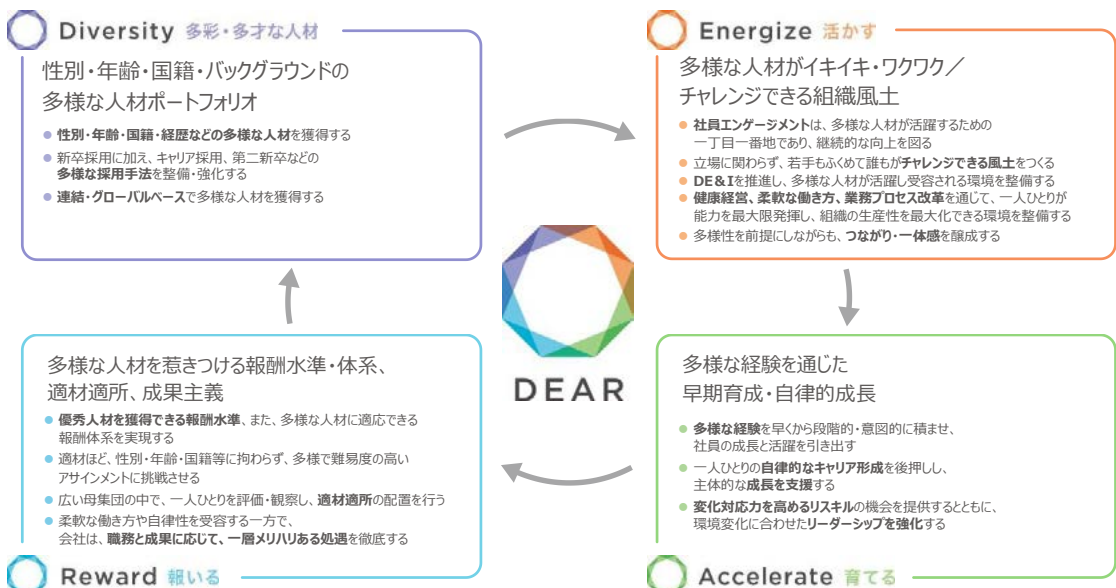 Diversity 多彩・多才な人材
性別・年齢・国籍・バックグラウンドの
多様な人材ポートフォリオ
● 性別・年齢・国籍・経歴などの多様な人材を獲得する
● 新卒採用に加え、キャリア採用、第二新卒などの
多様な採用手法を整備・強化する
● 連結・グローバルベースで多様な人材を獲得する
Energize 活かす
多様な人材がイキイキ・ワクワク／
チャレンジできる組織風土
● 社員エンゲージメントは、多様な人材が活躍するための
一丁目一番地であり、継続的な向上を図る
● 立場に関わらず、若手もふくめて誰もがチャレンジできる風土をつくる
● DE&Iを推進し、多様な人材が活躍し受容される環境を整備する
● 健康経営、柔軟な働き方、業務プロセス改革を通じて、一人ひとりが
能力を最大限発揮し、組織の生産性を最大化できる環境を整備する
● 多様性を前提にしながらも、つながり・一体感を醸成する
DEAR
多様な人材を惹きつける報酬水準・体系、
適材適所、成果主義
● 優秀人材を獲得できる報酬水準、また、多様な人材に適応できる
報酬体系を実現する
● 適材ほど、性別・年齢・国籍等に拘わらず、多様で難易度の高い
アサインメントに挑戦させる
● 広い母集団の中で、一人ひとりを評価・観察し、適材適所の配置を行う
● 柔軟な働き方や自律性を受容する一方で、
会社は、職務と成果に応じて、一層メリハリある処遇を徹底する
Reward 報いる
多様な経験を通じた
早期育成・自律的成長
● 多様な経験を早くから段階的・意図的に積ませ、
社員の成長と活躍を引き出す
● 一人ひとりの自律的なキャリア形成を後押しし、
主体的な成長を支援する
● 変化対応力を高めるリスキルの機会を提供するとともに、
環境変化に合わせたリーダーシップを強化する
Accelerate 育てる